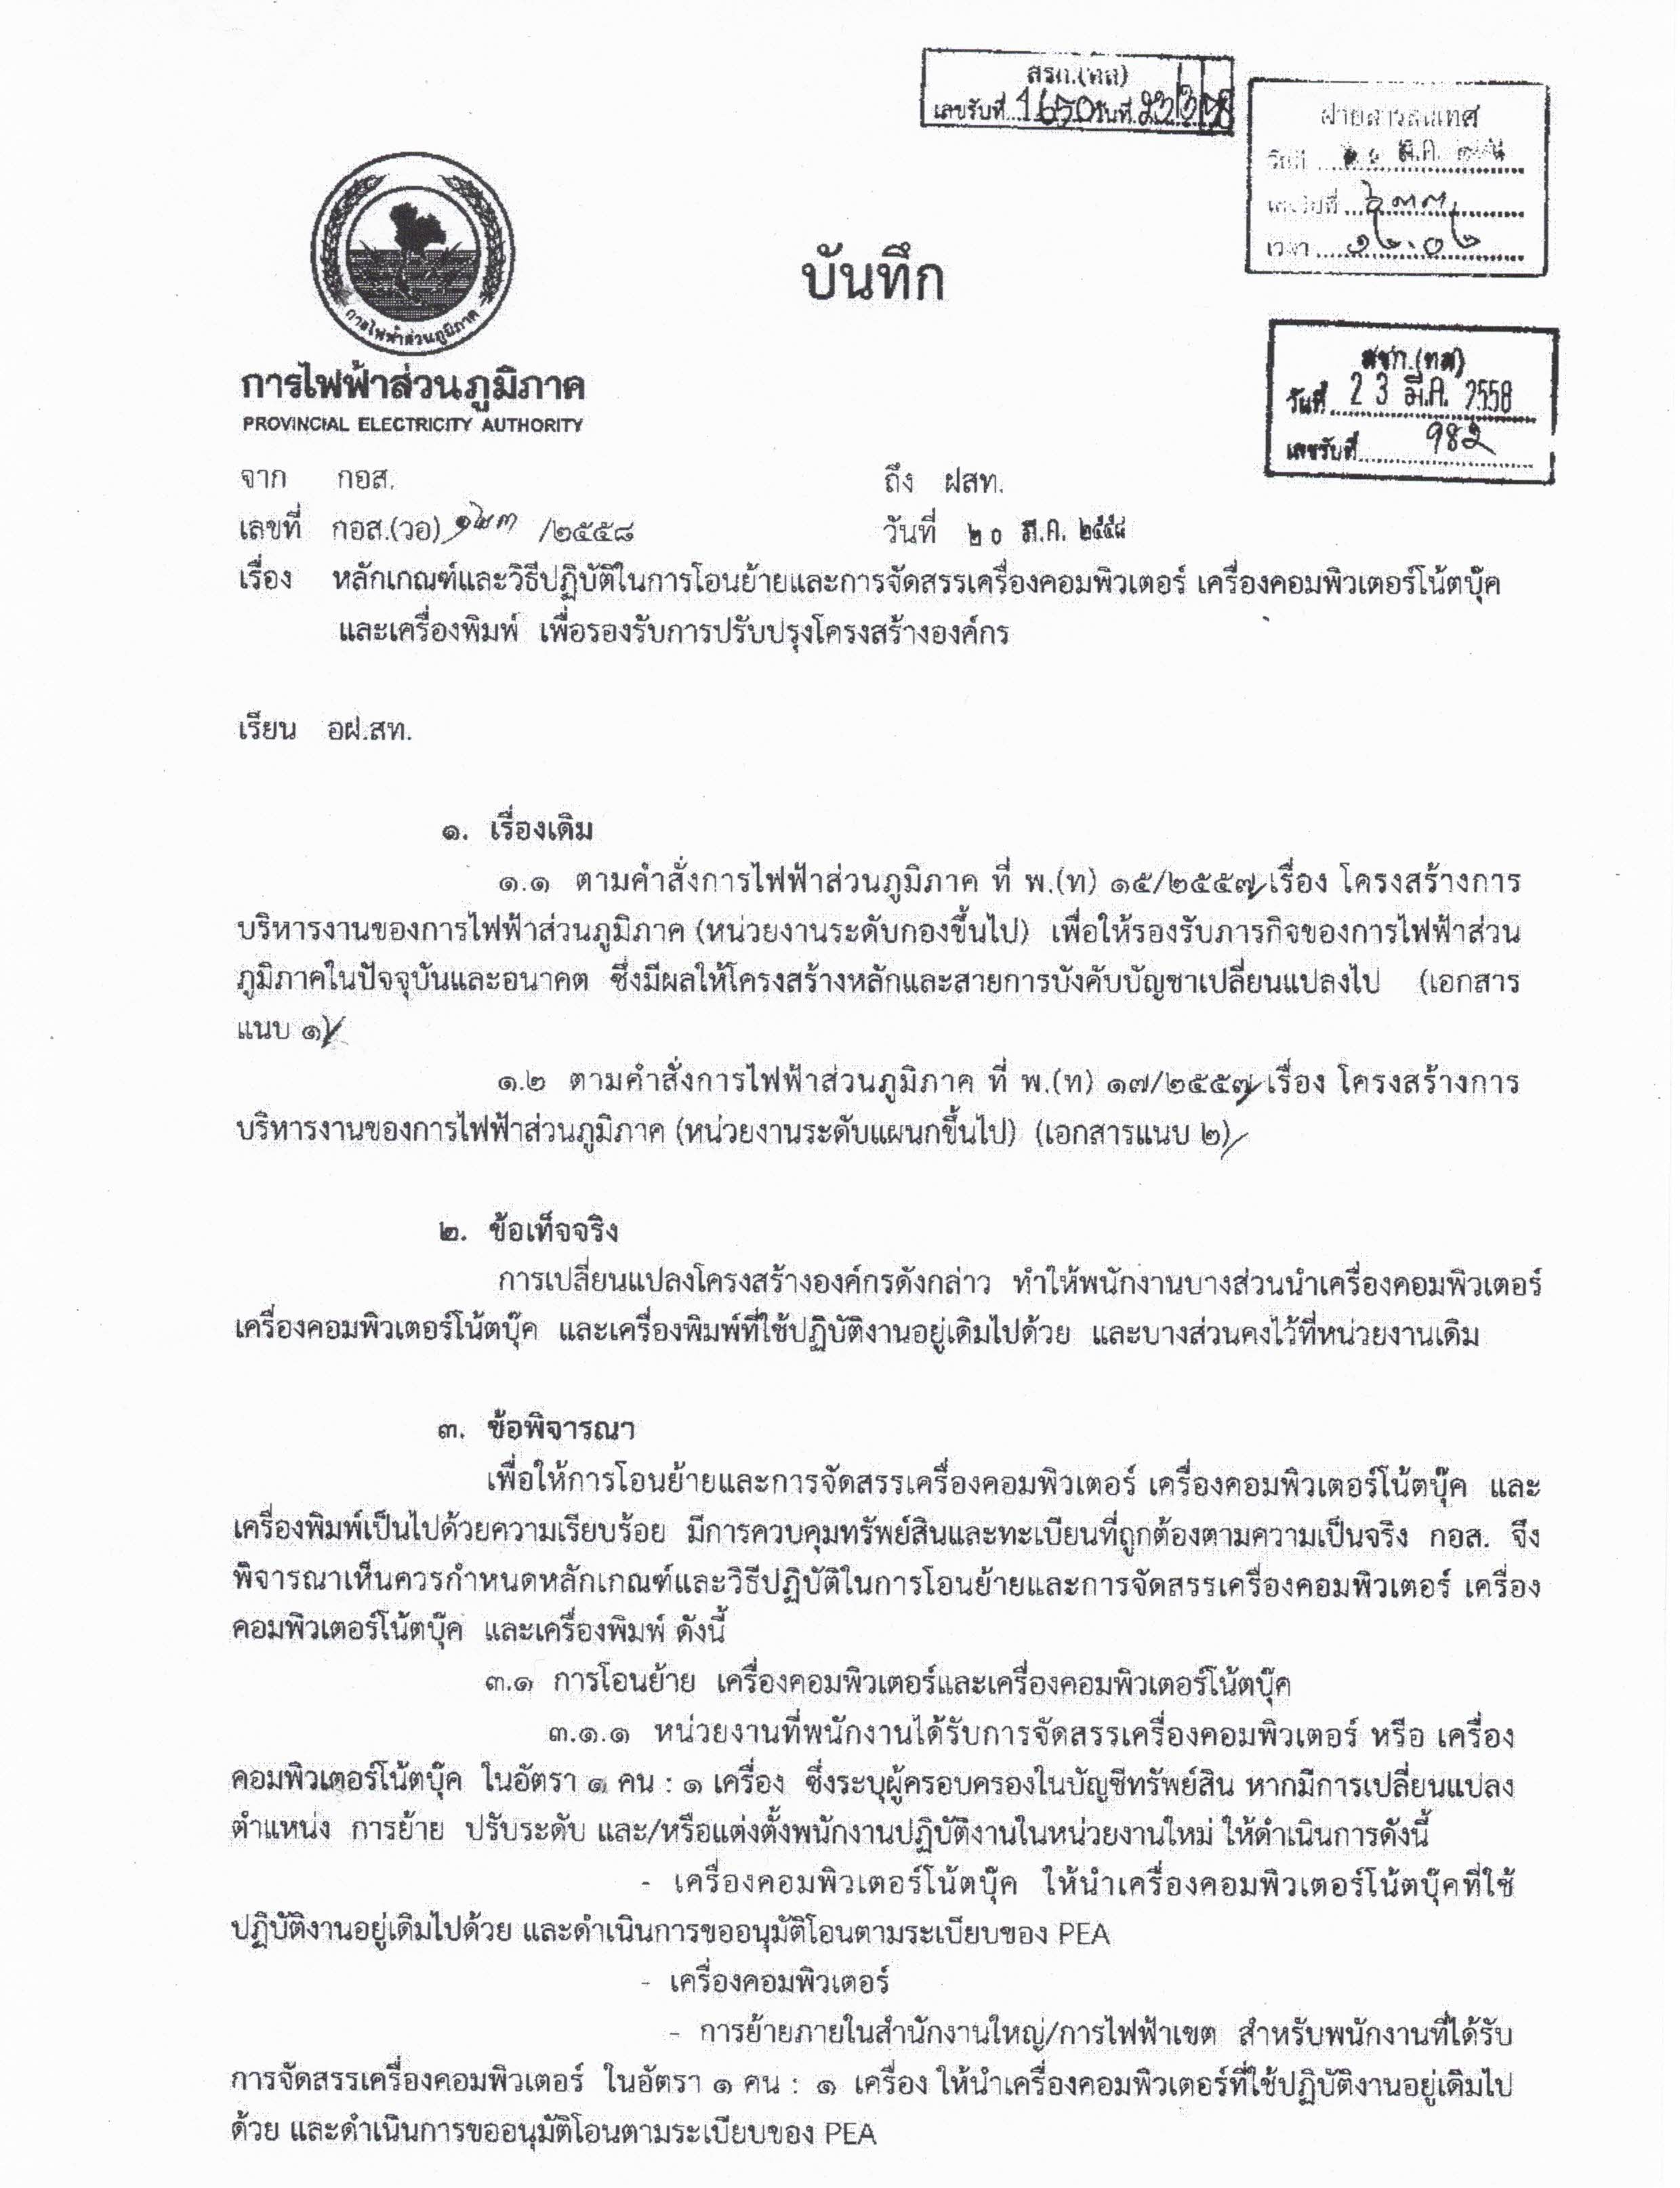 สรก.(ทส)
เลขรับที่ 1650 วันที่ 23/3/58
ฝ่ายสารสนเทศ
วันที่ มี.ค.
เลขรับที่ ๖๓๗
เวลา ๑๒.๐๒
บันทึก
การไฟฟ้าส่วนภูมิภาค
การไฟฟ้าส่วนภูมิภาค
PROVINCIAL ELECTRICITY AUTHORITY
สชก.(ทส)
วันที่ 23 มี.ค. 2558
เลขรับที่ 982
จาก กอส. ถึง ฝสท.
เลขที่ กอส.(วอ) /๒๕๕๘ วันที่ ๒๐ มี.ค. ๒๕๕๘
เรื่อง หลักเกณฑ์และวิธีปฏิบัติในการโอนย้ายและการจัดสรรเครื่องคอมพิวเตอร์ เครื่องคอมพิวเตอร์โน้ตบุ๊ค
และเครื่องพิมพ์ เพื่อรองรับการปรับปรุงโครงสร้างองค์กร
เรียน อฝ.สท.
๑. เรื่องเดิม
๑.๑ ตามคำสั่งการไฟฟ้าส่วนภูมิภาค ที่ พ.(ท) ๑๕/๒๕๕๗ เรื่อง โครงสร้างการ
บริหารงานของการไฟฟ้าส่วนภูมิภาค (หน่วยงานระดับกองขึ้นไป) เพื่อให้รองรับภารกิจของการไฟฟ้าส่วน
ภูมิภาคในปัจจุบันและอนาคต ซึ่งมีผลให้โครงสร้างหลักและสายการบังคับบัญชาเปลี่ยนแปลงไป (เอกสาร
แนบ ๑)
๑.๒ ตามคำสั่งการไฟฟ้าส่วนภูมิภาค ที่ พ.(ท) ๑๗/๒๕๕๗ เรื่อง โครงสร้างการ
บริหารงานของการไฟฟ้าส่วนภูมิภาค (หน่วยงานระดับแผนกขึ้นไป) (เอกสารแนบ ๒)
๒. ข้อเท็จจริง
การเปลี่ยนแปลงโครงสร้างองค์กรดังกล่าว ทำให้พนักงานบางส่วนนำเครื่องคอมพิวเตอร์
เครื่องคอมพิวเตอร์โน้ตบุ๊ค และเครื่องพิมพ์ที่ใช้ปฏิบัติงานอยู่เดิมไปด้วย และบางส่วนคงไว้ที่หน่วยงานเดิม
๓. ข้อพิจารณา
เพื่อให้การโอนย้ายและการจัดสรรเครื่องคอมพิวเตอร์ เครื่องคอมพิวเตอร์โน้ตบุ๊ค และ
เครื่องพิมพ์เป็นไปด้วยความเรียบร้อย มีการควบคุมทรัพย์สินและทะเบียนที่ถูกต้องตามความเป็นจริง กอส. จึง
พิจารณาเห็นควรกำหนดหลักเกณฑ์และวิธีปฏิบัติในการโอนย้ายและการจัดสรรเครื่องคอมพิวเตอร์ เครื่อง
คอมพิวเตอร์โน้ตบุ๊ค และเครื่องพิมพ์ ดังนี้
๓.๑ การโอนย้าย เครื่องคอมพิวเตอร์และเครื่องคอมพิวเตอร์โน้ตบุ๊ค
๓.๑.๑ หน่วยงานที่พนักงานได้รับการจัดสรรเครื่องคอมพิวเตอร์ หรือ เครื่อง
คอมพิวเตอร์โน้ตบุ๊ค ในอัตรา ๑ คน : ๑ เครื่อง ซึ่งระบุผู้ครอบครองในบัญชีทรัพย์สิน หากมีการเปลี่ยนแปลง
ตำแหน่ง การย้าย ปรับระดับ และ/หรือแต่งตั้งพนักงานปฏิบัติงานในหน่วยงานใหม่ ให้ดำเนินการดังนี้
- เครื่องคอมพิวเตอร์โน้ตบุ๊ค ให้นำเครื่องคอมพิวเตอร์โน้ตบุ๊คที่ใช้
ปฏิบัติงานอยู่เดิมไปด้วย และดำเนินการขออนุมัติโอนตามระเบียบของ PEA
- เครื่องคอมพิวเตอร์
- การย้ายภายในสำนักงานใหญ่/การไฟฟ้าเขต สำหรับพนักงานที่ได้รับ
การจัดสรรเครื่องคอมพิวเตอร์ ในอัตรา ๑ คน : ๑ เครื่อง ให้นำเครื่องคอมพิวเตอร์ที่ใช้ปฏิบัติงานอยู่เดิมไป
ด้วย และดำเนินการขออนุมัติโอนตามระเบียบของ PEA